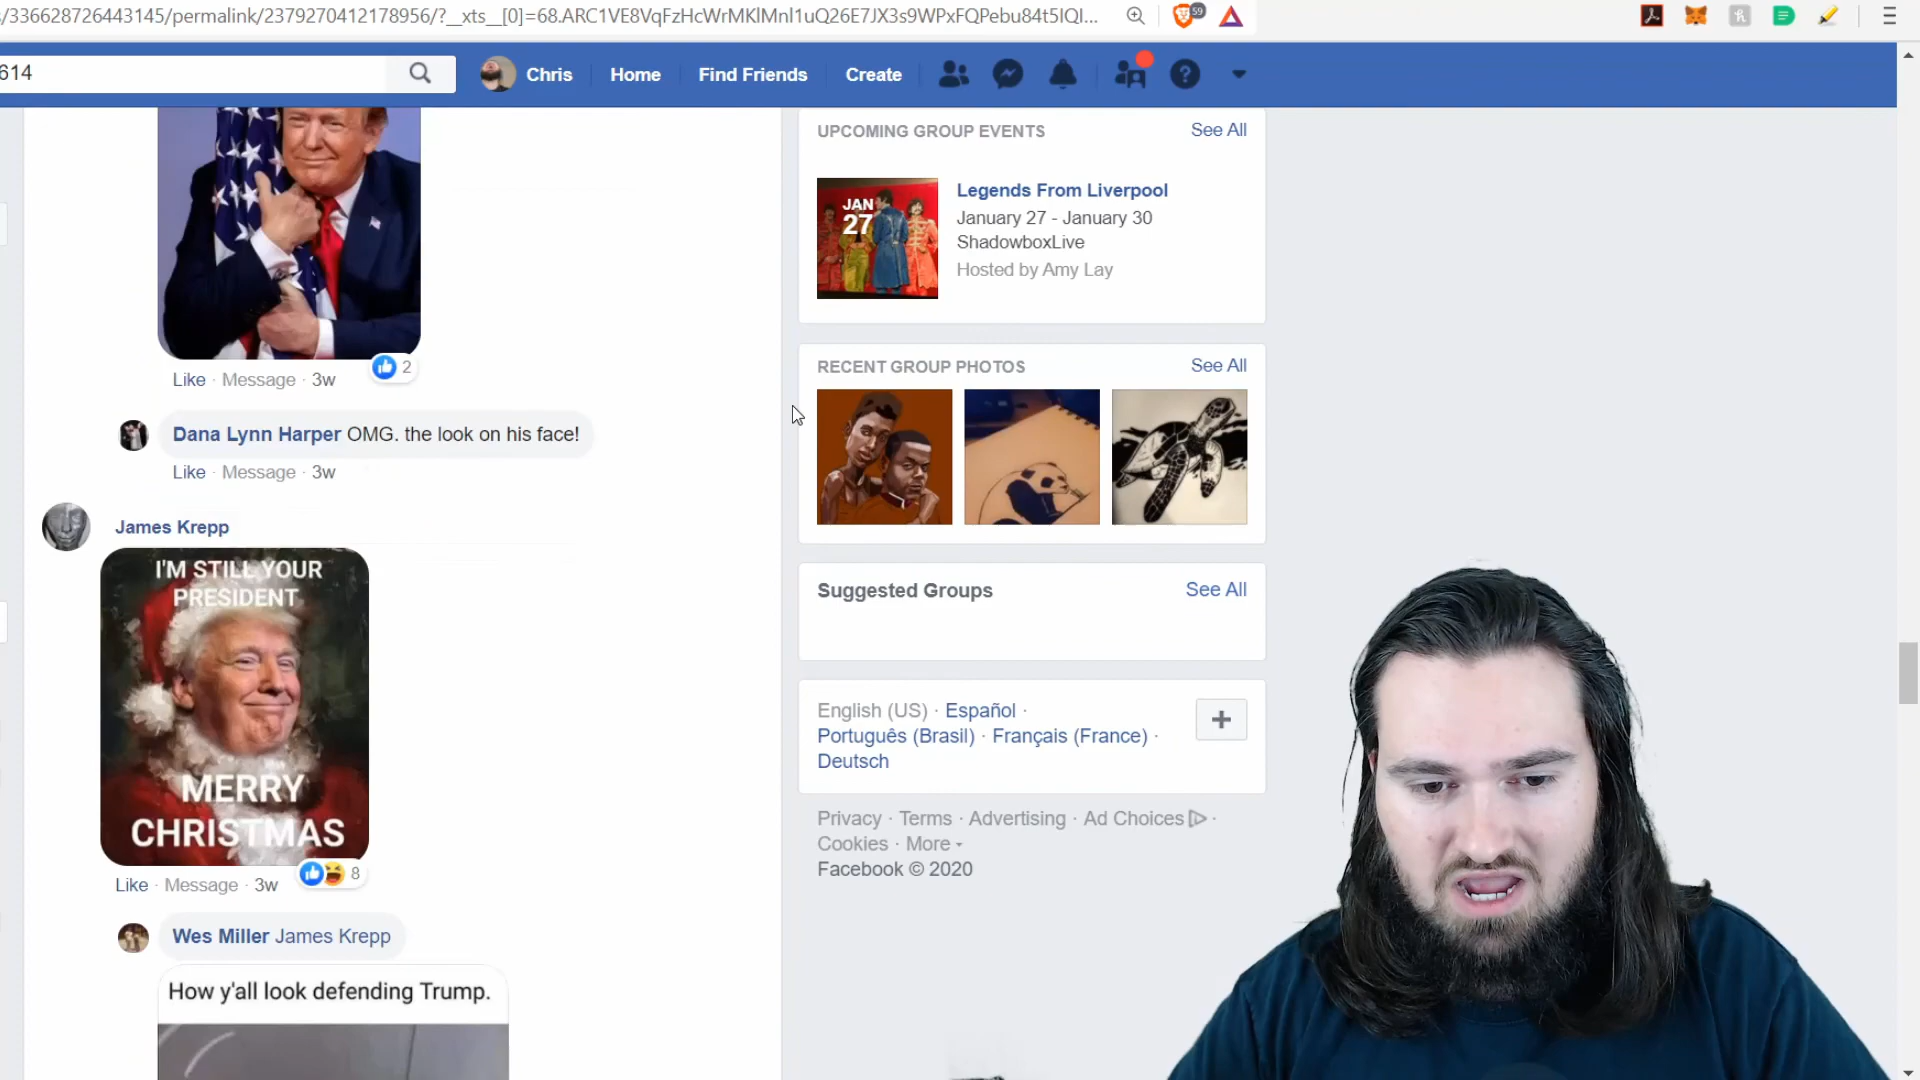 /336628726443145/permalink/2379270412178956/?__xts__[0]=68.ARC1VE8VqFzHcWrMKlMnl1uQ26E7JX3s9WPxFQPebu84t5IQI...
59
614
Chris
Home
Find Friends
Create
UPCOMING GROUP EVENTS
See All
JAN
27
Legends From Liverpool
January 27 - January 30
ShadowboxLive
Hosted by Amy Lay
RECENT GROUP PHOTOS
See All
2
Like · Message · 3w
Dana Lynn Harper OMG. the look on his face!
Like · Message · 3w
James Krepp
I'M STILL YOUR
PRESIDENT
MERRY
CHRISTMAS
8
Like · Message · 3w
Wes Miller James Krepp
How y'all look defending Trump.
Suggested Groups
See All
English (US) · Español ·
Português (Brasil) · Français (France) ·
Deutsch
Privacy · Terms · Advertising · Ad Choices ·
Cookies · More
Facebook © 2020